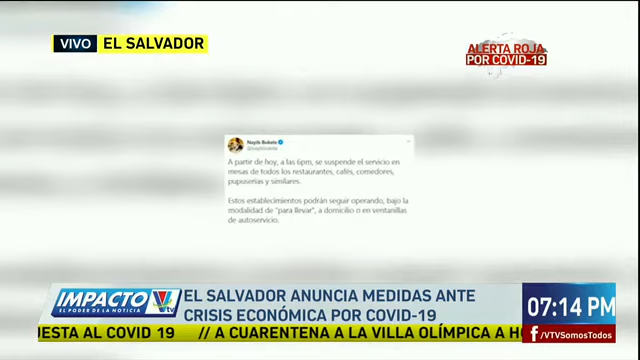 VIVO EL SALVADOR
ALERTA ROJA
POR COVID-19
Nayib Bukele
@nayibbukele
A partir de hoy, a las 6pm, se suspende el servicio en
mesas de todos los restaurantes, cafés, comedores,
pupuserías y similares.
Estos establecimientos podrán seguir operando, bajo la
modalidad de "para llevar", a domicilio o en ventanillas
de autoservicio.
IMPACTO VTV
EL PODER DE LA NOTICIA
EL SALVADOR ANUNCIA MEDIDAS ANTE
CRISIS ECONÓMICA POR COVID-19
07:14 PM
/VTVSomosTodos
UESTA AL COVID 19 // A CUARENTENA A LA VILLA OLÍMPICA A HO